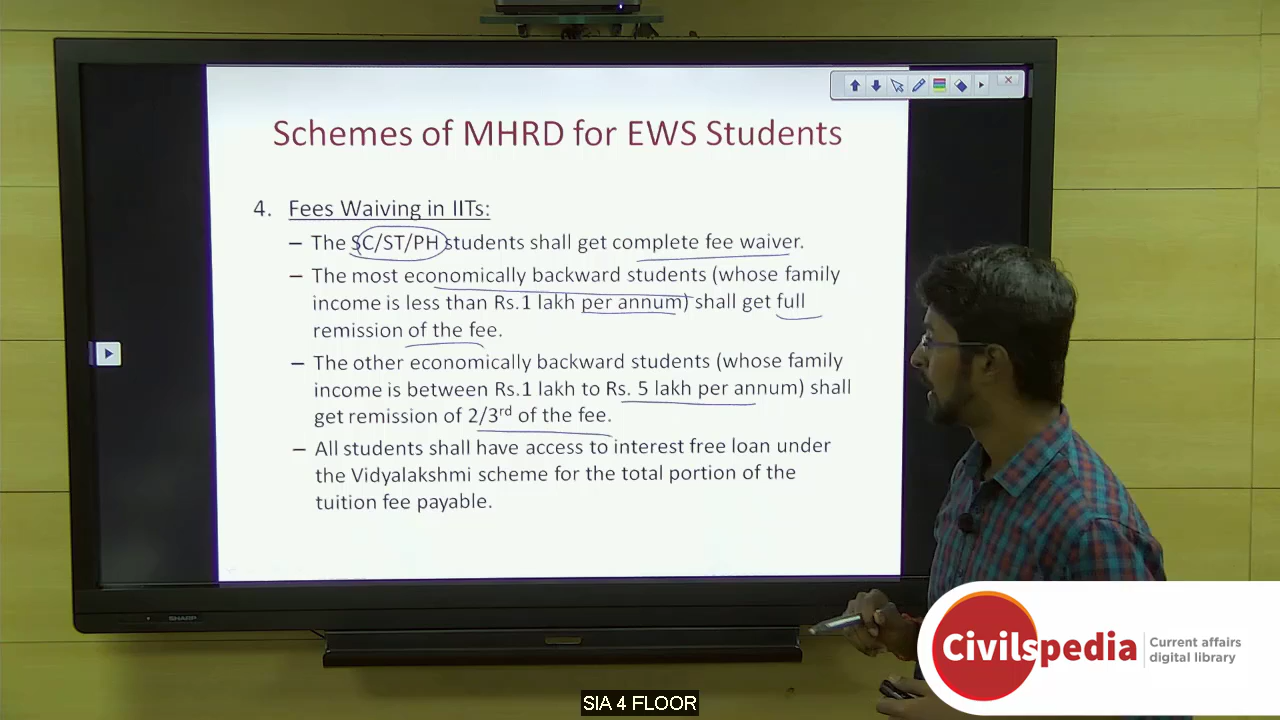 Schemes of MHRD for EWS Students
4. Fees Waiving in IITs:
– The SC/ST/PH students shall get complete fee waiver.
– The most economically backward students (whose family
income is less than Rs.1 lakh per annum) shall get full
remission of the fee.
– The other economically backward students (whose family
income is between Rs.1 lakh to Rs. 5 lakh per annum) shall
get remission of 2/3rd of the fee.
– All students shall have access to interest free loan under
the Vidyalakshmi scheme for the total portion of the
tuition fee payable.
SHARP
Civilspedia
Current affairs
digital library
SIA 4 FLOOR